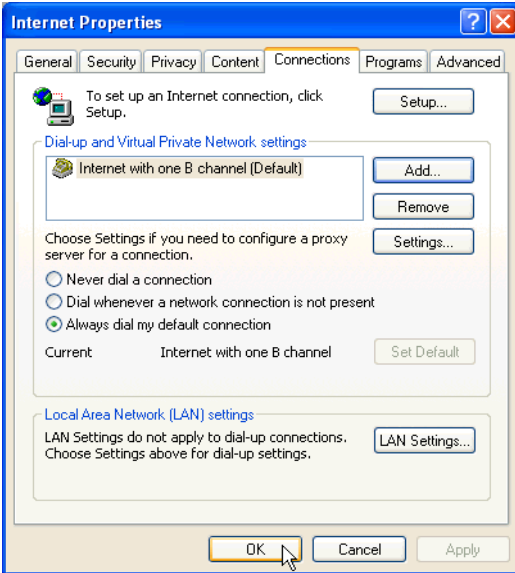 Internet Properties
General Security Privacy Content Connections Programs Advanced
To set up an Internet connection, click
Setup.
Setup...
Dial-up and Virtual Private Network settings
Internet with one B channel (Default)
Add...
Remove
Choose Settings if you need to configure a proxy
server for a connection.
Settings...
Never dial a connection
Dial whenever a network connection is not present
Always dial my default connection
Current Internet with one B channel
Set Default
Local Area Network (LAN) settings
LAN Settings do not apply to dial-up connections.
Choose Settings above for dial-up settings.
LAN Settings...
OK Cancel Apply